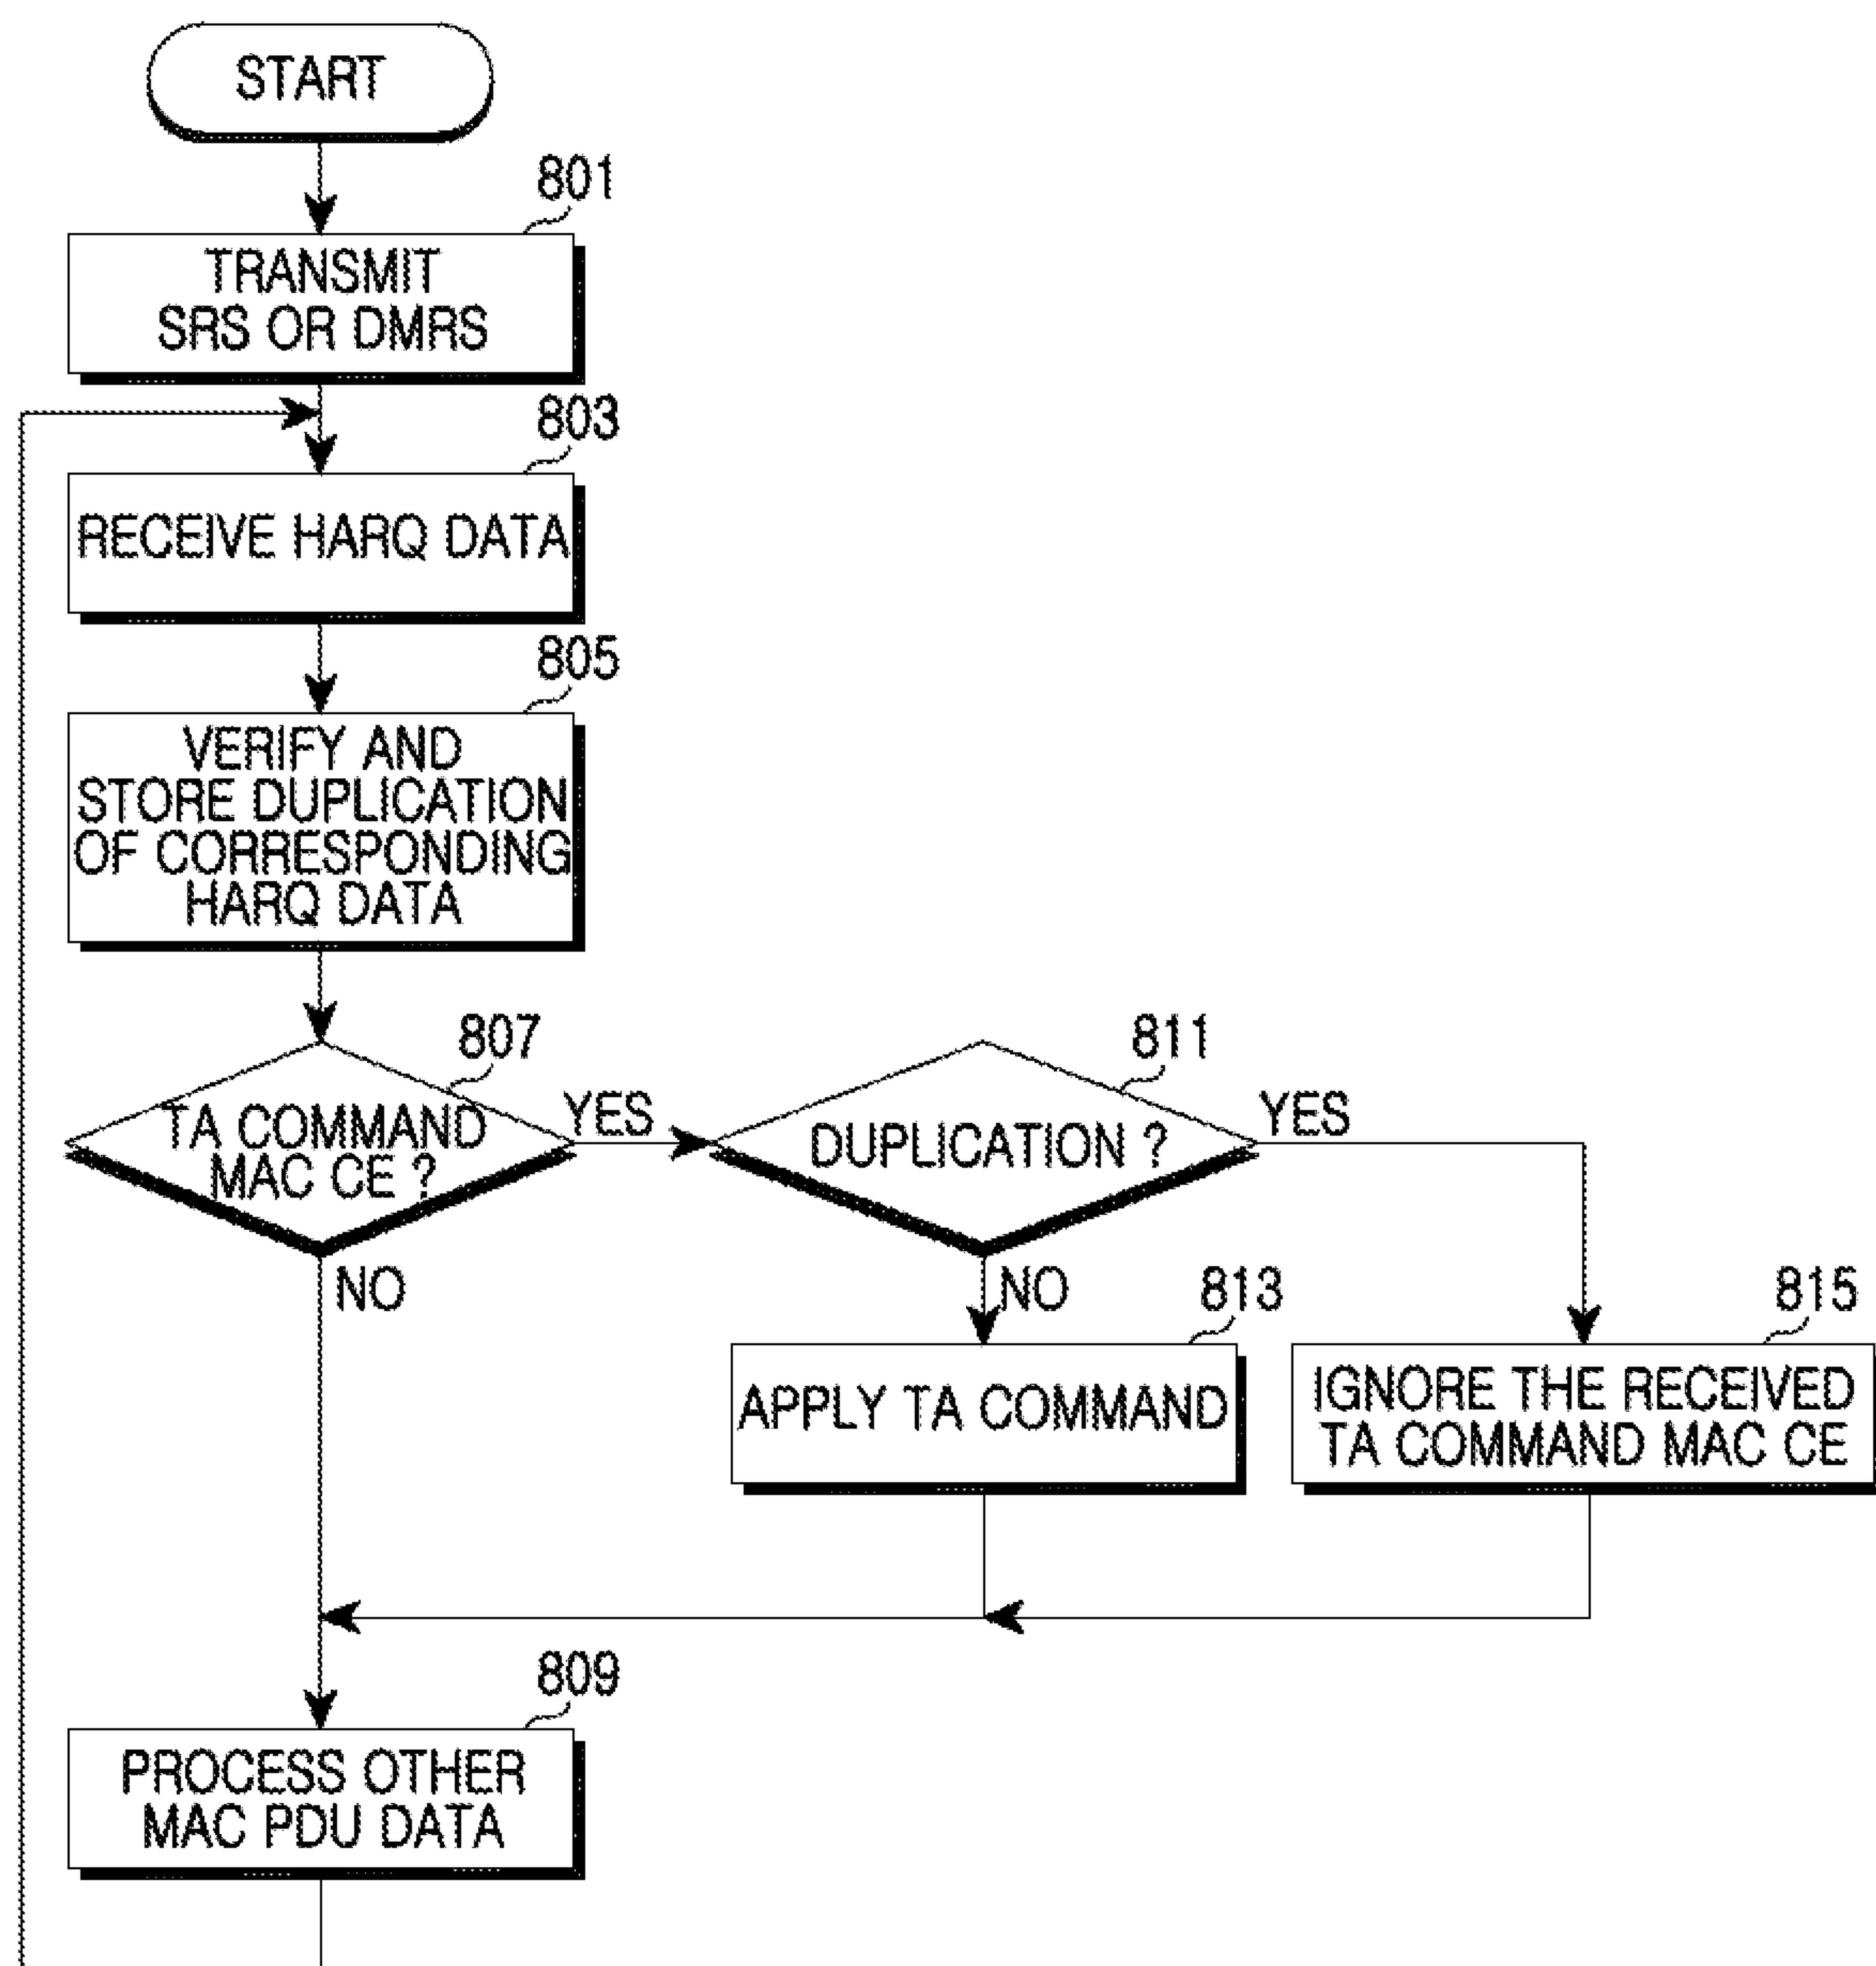 START
801
TRANSMIT
SRS OR DMRS
803
RECEIVE HARQ DATA
805
VERIFY AND
STORE DUPLICATION
OF CORRESPONDING
HARQ DATA
807
TA COMMAND
MAC CE ?
YES
NO
811
DUPLICATION ?
YES
NO
813
APPLY TA COMMAND
815
IGNORE THE RECEIVED
TA COMMAND MAC CE
809
PROCESS OTHER
MAC PDU DATA